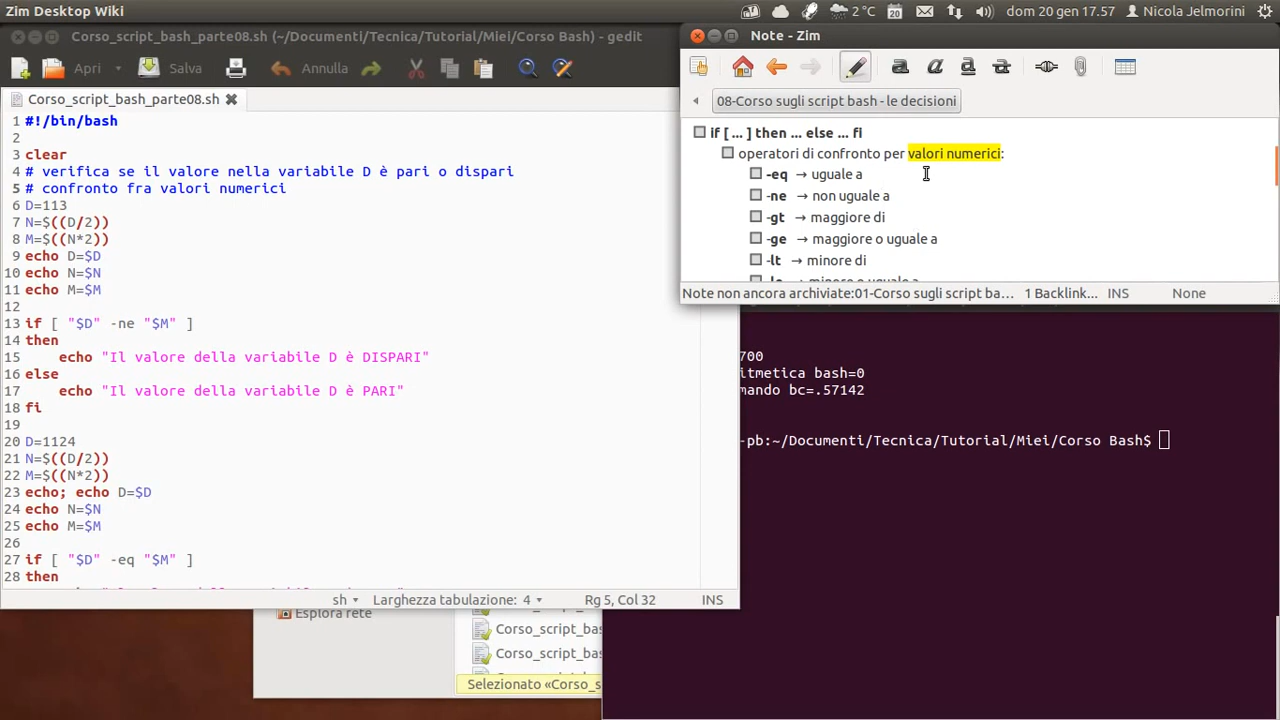 Zim Desktop Wiki
2 °C
20
dom 20 gen 17.57
Nicola Jelmorini
Corso_script_bash_parte08.sh (~/Documenti/Tecnica/Tutorial/Miei/Corso Bash) - gedit
Apri
Salva
Annulla
Corso_script_bash_parte08.sh
1 #!/bin/bash
2
3 clear
4 # verifica se il valore nella variabile D è pari o dispari
5 # confronto fra valori numerici
6 D=113
7 N=$((D/2))
8 M=$((N*2))
9 echo D=$D
10 echo N=$N
11 echo M=$M
12
13 if [ "$D" -ne "$M" ]
14 then
15     echo "Il valore della variabile D è DISPARI"
16 else
17     echo "Il valore della variabile D è PARI"
18 fi
19
20 D=1124
21 N=$((D/2))
22 M=$((N*2))
23 echo; echo D=$D
24 echo N=$N
25 echo M=$M
26
27 if [ "$D" -eq "$M" ]
28 then
sh
Larghezza tabulazione: 4
Rg 5, Col 32
INS
Note - Zim
08-Corso sugli script bash - le decisioni
if [ ... ] then ... else ... fi
operatori di confronto per valori numerici:
-eq → uguale a
-ne → non uguale a
-gt → maggiore di
-ge → maggiore o uguale a
-lt → minore di
Note non ancora archiviate:01-Corso sugli script ba...
1 Backlink...
INS
None
700
itmetica bash=0
mando bc=.57142
-pb:~/Documenti/Tecnica/Tutorial/Miei/Corso Bash$
Esplora rete
Corso_script_bas
Corso_script_bas
Selezionato «Corso_s